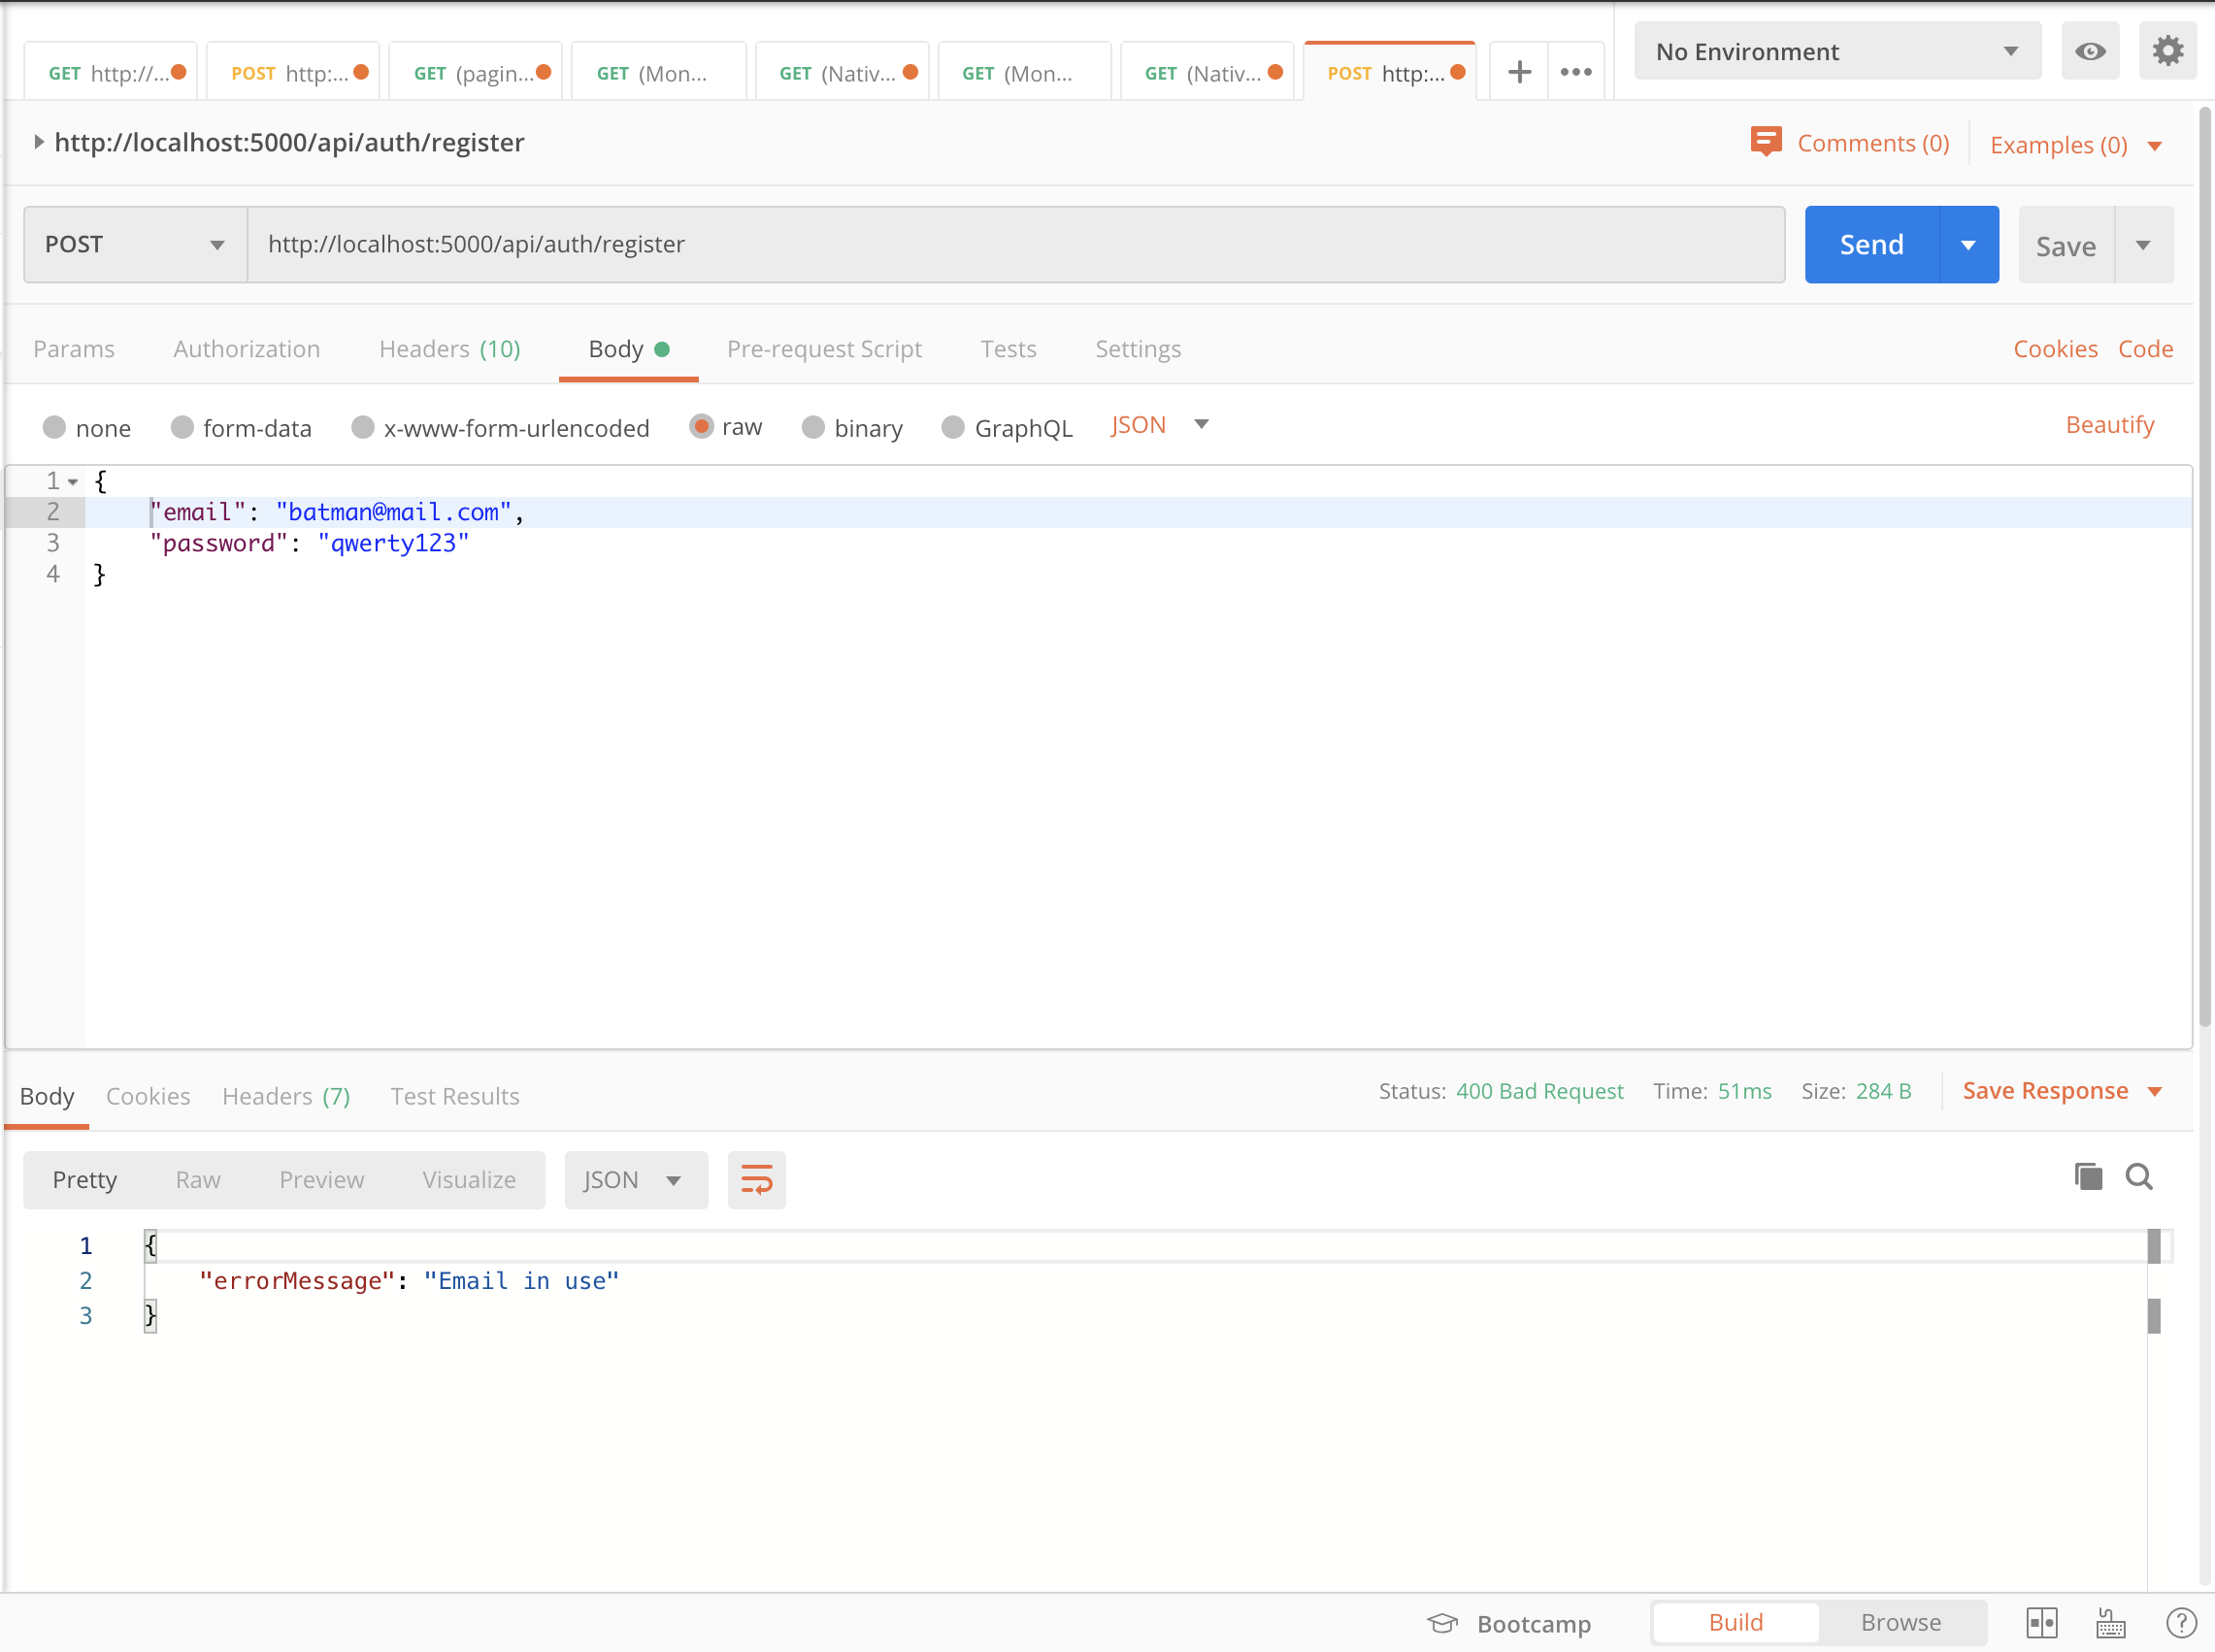 GET http://...
POST http:...
GET (pagin...
GET (Mon...
GET (Nativ...
GET (Mon...
GET (Nativ...
POST http:...
No Environment
http://localhost:5000/api/auth/register
Comments (0)
Examples (0)
POST
http://localhost:5000/api/auth/register
Send
Save
Params
Authorization
Headers (10)
Body
Pre-request Script
Tests
Settings
Cookies
Code
none
form-data
x-www-form-urlencoded
raw
binary
GraphQL
JSON
Beautify
1 {
2 "email": "batman@mail.com",
3 "password": "qwerty123"
4 }
Body
Cookies
Headers (7)
Test Results
Status: 400 Bad Request
Time: 51ms
Size: 284 B
Save Response
Pretty
Raw
Preview
Visualize
JSON
1 {
2 "errorMessage": "Email in use"
3 }
Bootcamp
Build
Browse
?